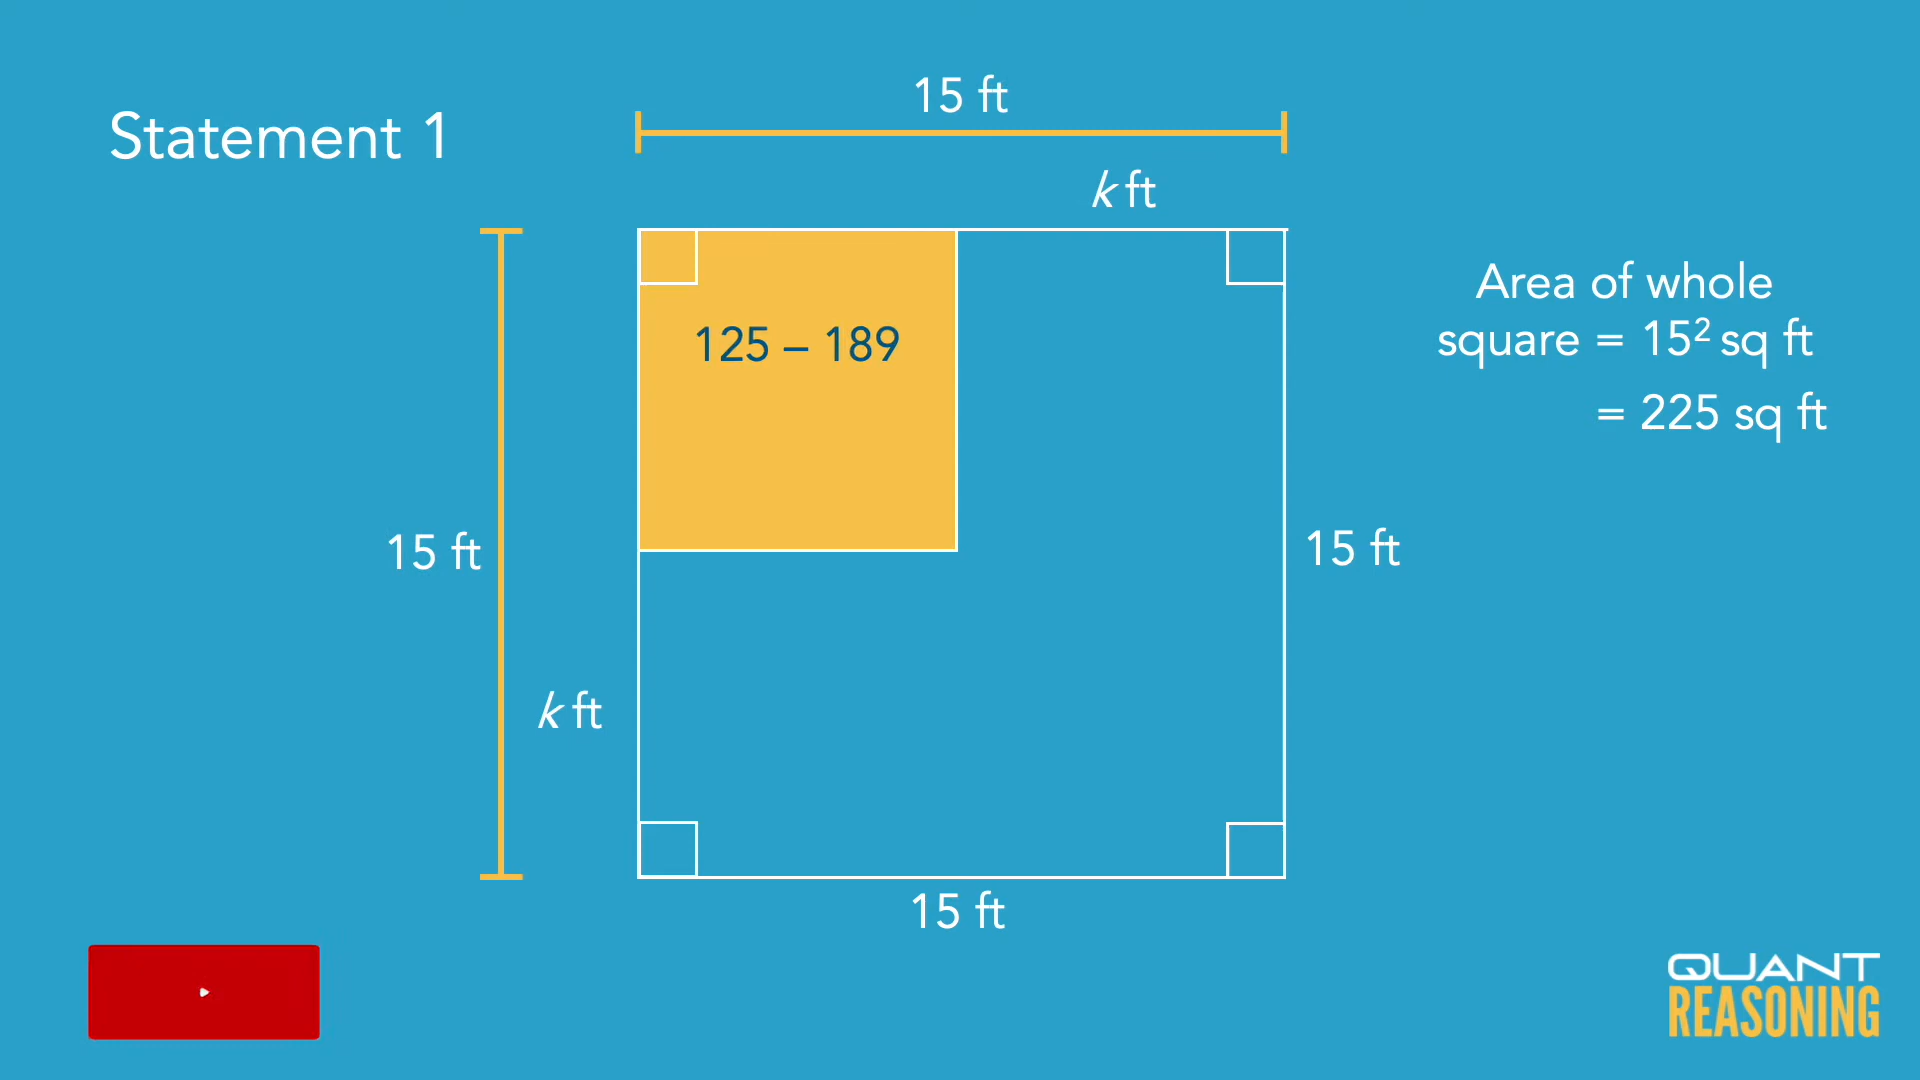 15 ft
Statement 1
k ft
125 – 189
Area of whole
square = 15² sq ft
= 225 sq ft
15 ft
15 ft
k ft
15 ft
QUANT
REASONING